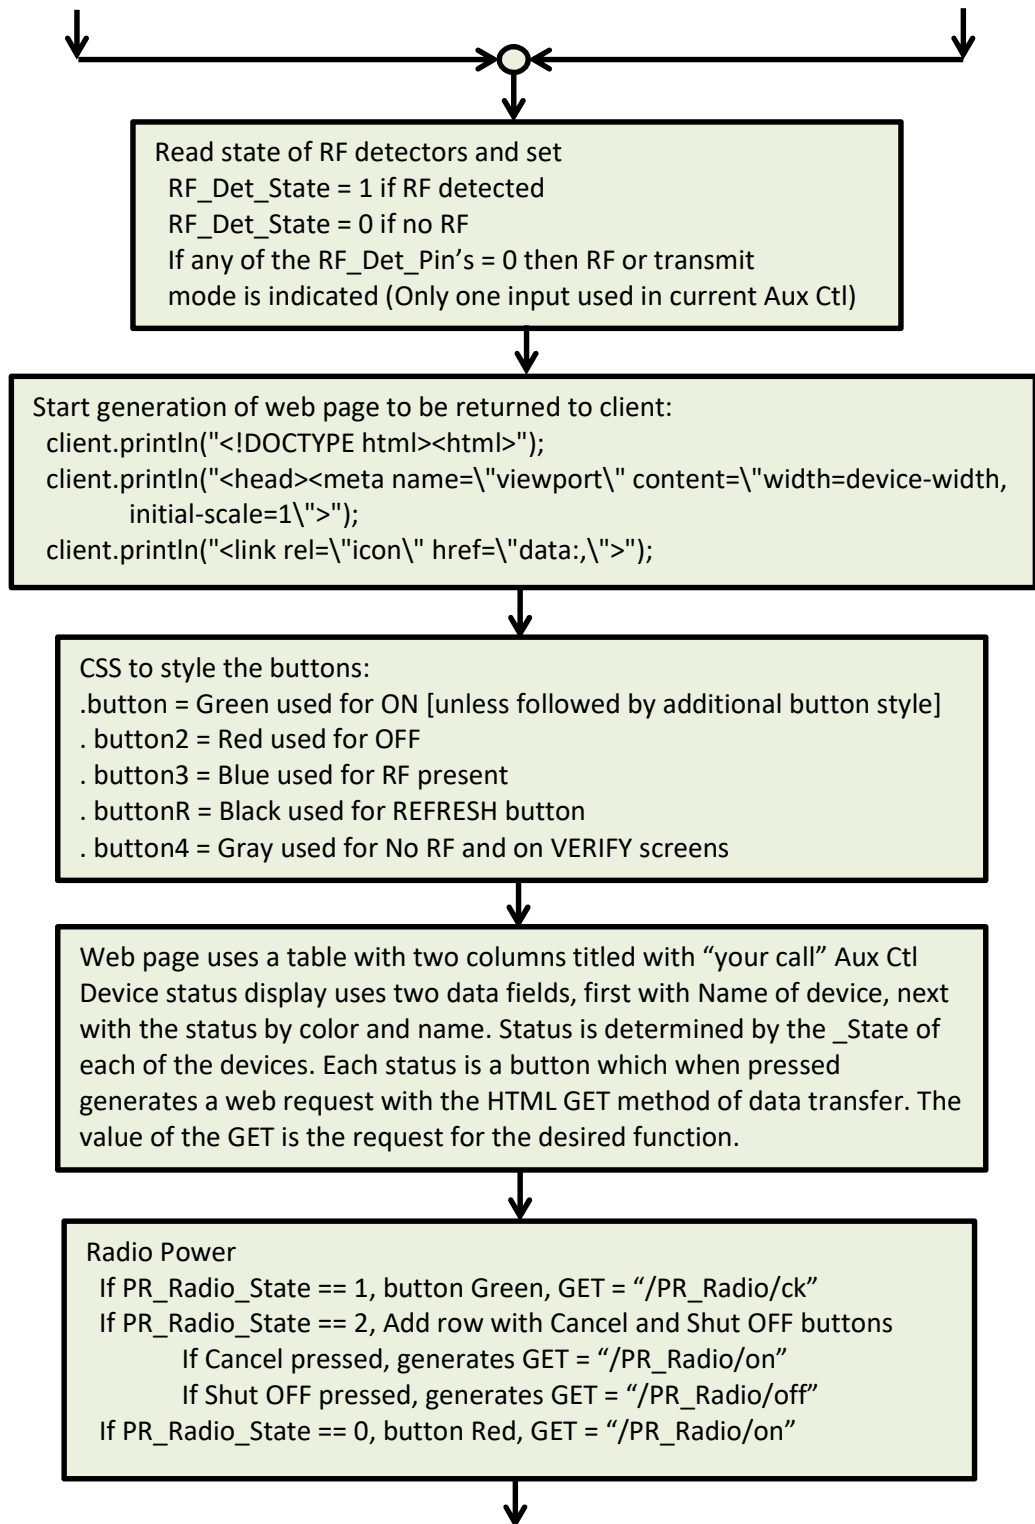 Read state of RF detectors and set
RF_Det_State = 1 if RF detected
RF_Det_State = 0 if no RF
If any of the RF_Det_Pin’s = 0 then RF or transmit
mode is indicated (Only one input used in current Aux Ctl)
Start generation of web page to be returned to client:
client.println("<!DOCTYPE html><html>");
client.println("<head><meta name=\"viewport\" content=\"width=device-width,
initial-scale=1\">");
client.println("<link rel=\"icon\" href=\"data:,\">");
CSS to style the buttons:
.button = Green used for ON [unless followed by additional button style]
. button2 = Red used for OFF
. button3 = Blue used for RF present
. buttonR = Black used for REFRESH button
. button4 = Gray used for No RF and on VERIFY screens
Web page uses a table with two columns titled with “your call” Aux Ctl
Device status display uses two data fields, first with Name of device, next
with the status by color and name. Status is determined by the _State of
each of the devices. Each status is a button which when pressed
generates a web request with the HTML GET method of data transfer. The
value of the GET is the request for the desired function.
Radio Power
If PR_Radio_State == 1, button Green, GET = “/PR_Radio/ck”
If PR_Radio_State == 2, Add row with Cancel and Shut OFF buttons
If Cancel pressed, generates GET = “/PR_Radio/on”
If Shut OFF pressed, generates GET = “/PR_Radio/off”
If PR_Radio_State == 0, button Red, GET = “/PR_Radio/on”